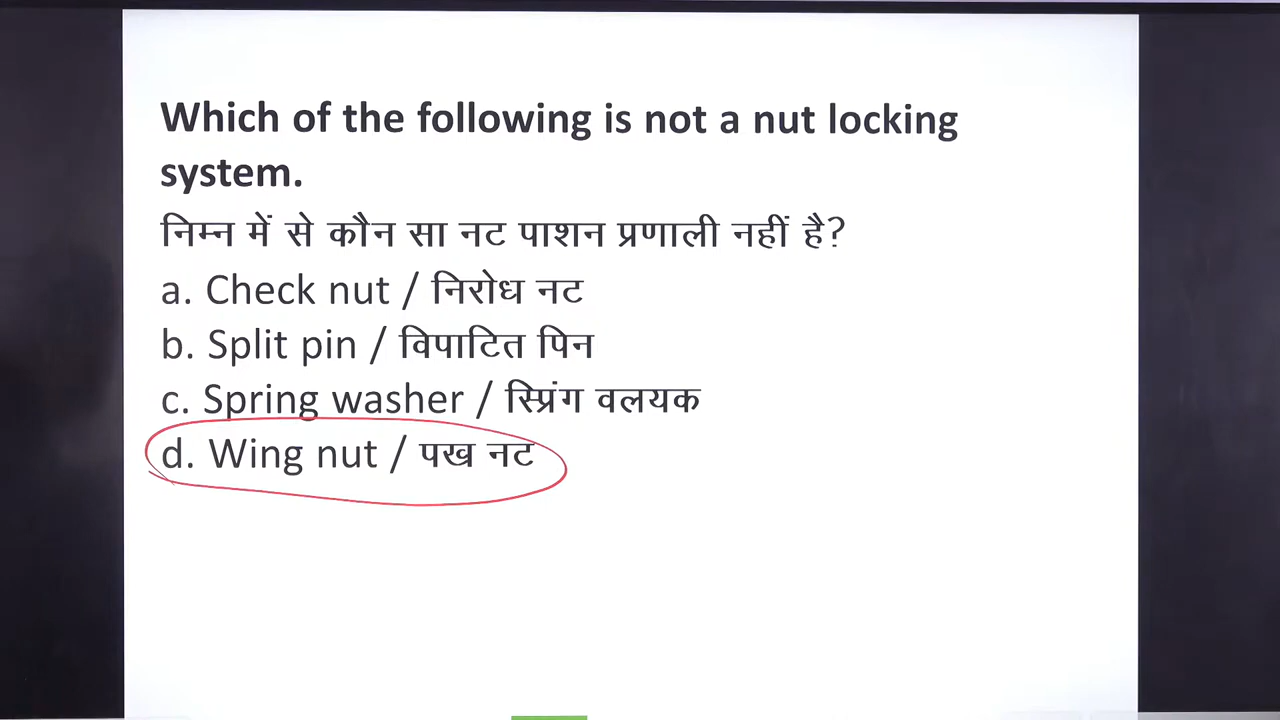 Which of the following is not a nut locking
system.
निम्न में से कौन सा नट पाशन प्रणाली नहीं है?
a. Check nut / निरोध नट
b. Split pin / विपाटित पिन
c. Spring washer / स्प्रिंग वलयक
d. Wing nut / पख नट